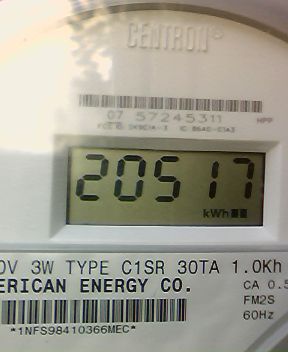 CENTRON®
07 57245311
HPP
20517
kWh
0V 3W TYPE C1SR 30TA 1.0Kh
ERICAN ENERGY CO.
CA 0.5
FM2S
60Hz
*1NFS98410366MEC*